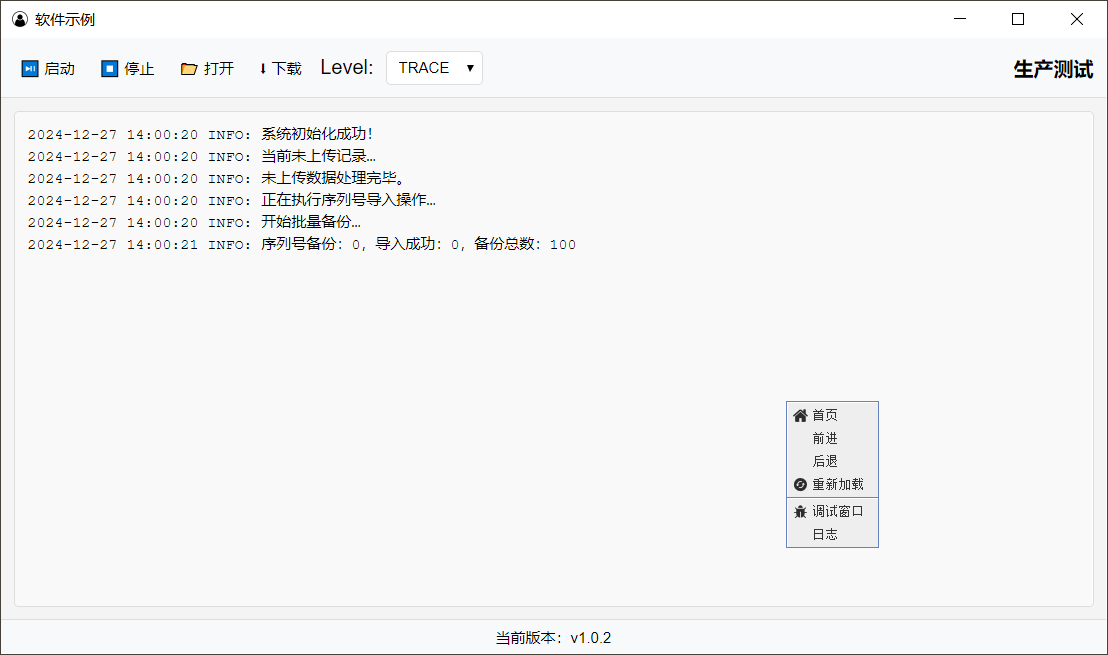 软件示例
启动 停止 打开 下载 Level: TRACE 生产测试
2024-12-27 14:00:20 INFO: 系统初始化成功!
2024-12-27 14:00:20 INFO: 当前未上传记录...
2024-12-27 14:00:20 INFO: 未上传数据处理完毕。
2024-12-27 14:00:20 INFO: 正在执行序列号导入操作...
2024-12-27 14:00:20 INFO: 开始批量备份...
2024-12-27 14:00:21 INFO: 序列号备份: 0, 导入成功: 0, 备份总数: 100
首页
前进
后退
重新加载
调试窗口
日志
当前版本：v1.0.2